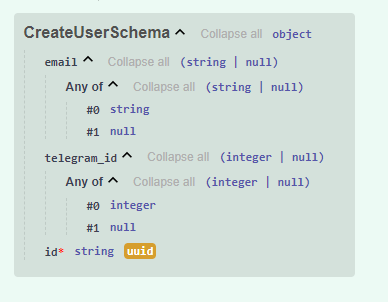 CreateUserSchema Collapse all object
email Collapse all (string | null)
Any of Collapse all (string | null)
#0 string
#1 null
telegram_id Collapse all (integer | null)
Any of Collapse all (integer | null)
#0 integer
#1 null
id* string uuid